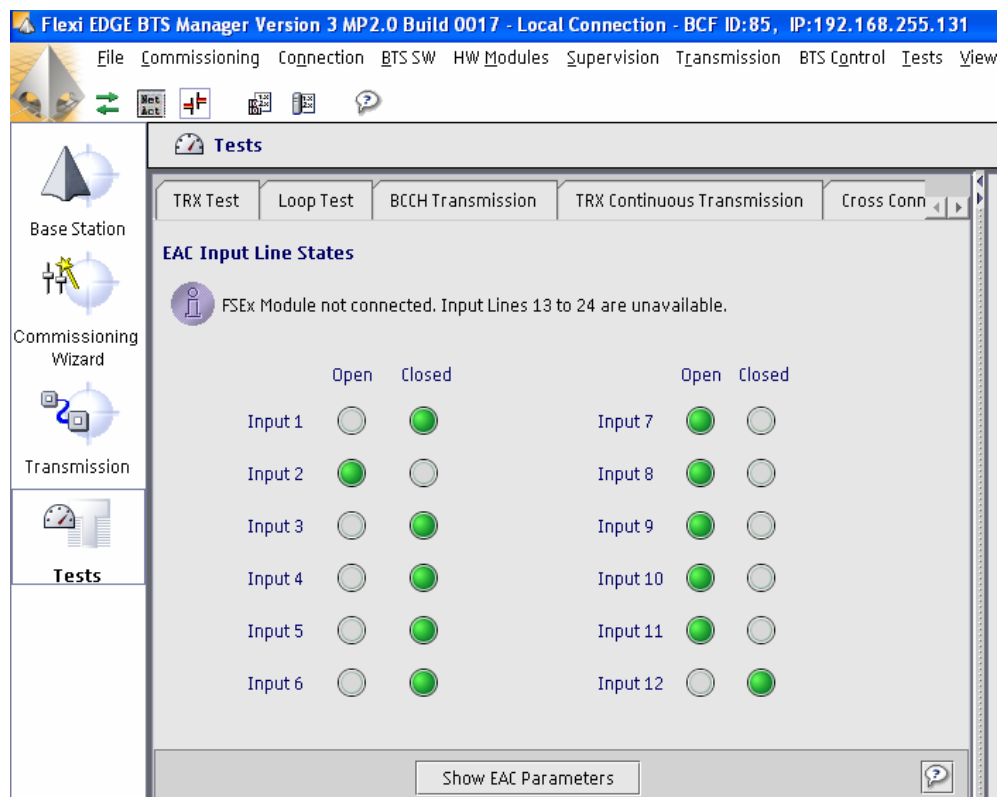 Flexi EDGE BTS Manager Version 3 MP2.0 Build 0017 - Local Connection - BCF ID:85, IP:192.168.255.131
File Commissioning Connection BTS SW HW Modules Supervision Transmission BTS Control Tests View
Net
Act
Tests
TRX Test Loop Test BCCH Transmission TRX Continuous Transmission Cross Conn
Base Station
Commissioning
Wizard
Transmission
Tests
EAC Input Line States
FSEx Module not connected. Input Lines 13 to 24 are unavailable.
Open Closed Open Closed
Input 1 Input 7
Input 2 Input 8
Input 3 Input 9
Input 4 Input 10
Input 5 Input 11
Input 6 Input 12
Show EAC Parameters